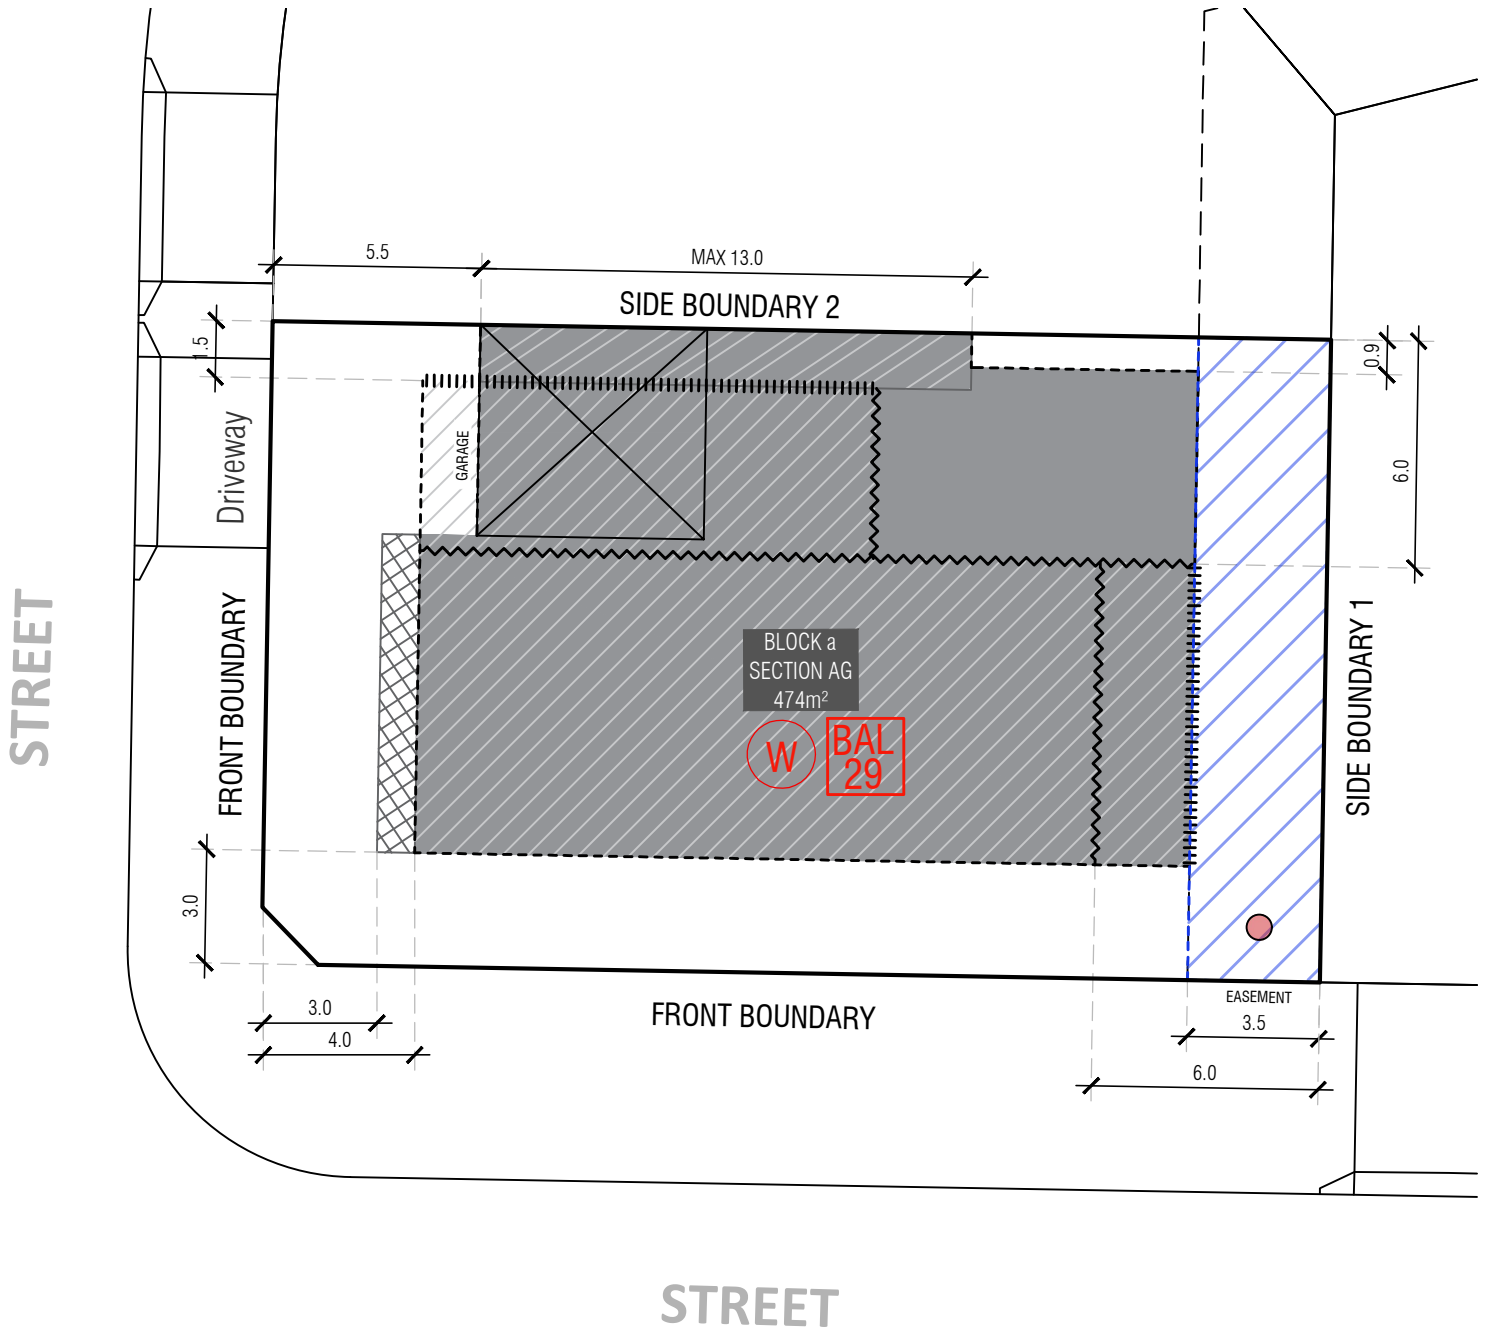 5.5
MAX 13.0
SIDE BOUNDARY 2
1.5
0.9
Driveway
GARAGE
6.0
STREET
FRONT BOUNDARY
BLOCK a
SECTION AG
474m²
W
BAL
29
SIDE BOUNDARY 1
3.0
EASEMENT
3.0
FRONT BOUNDARY
3.5
4.0
6.0
STREET